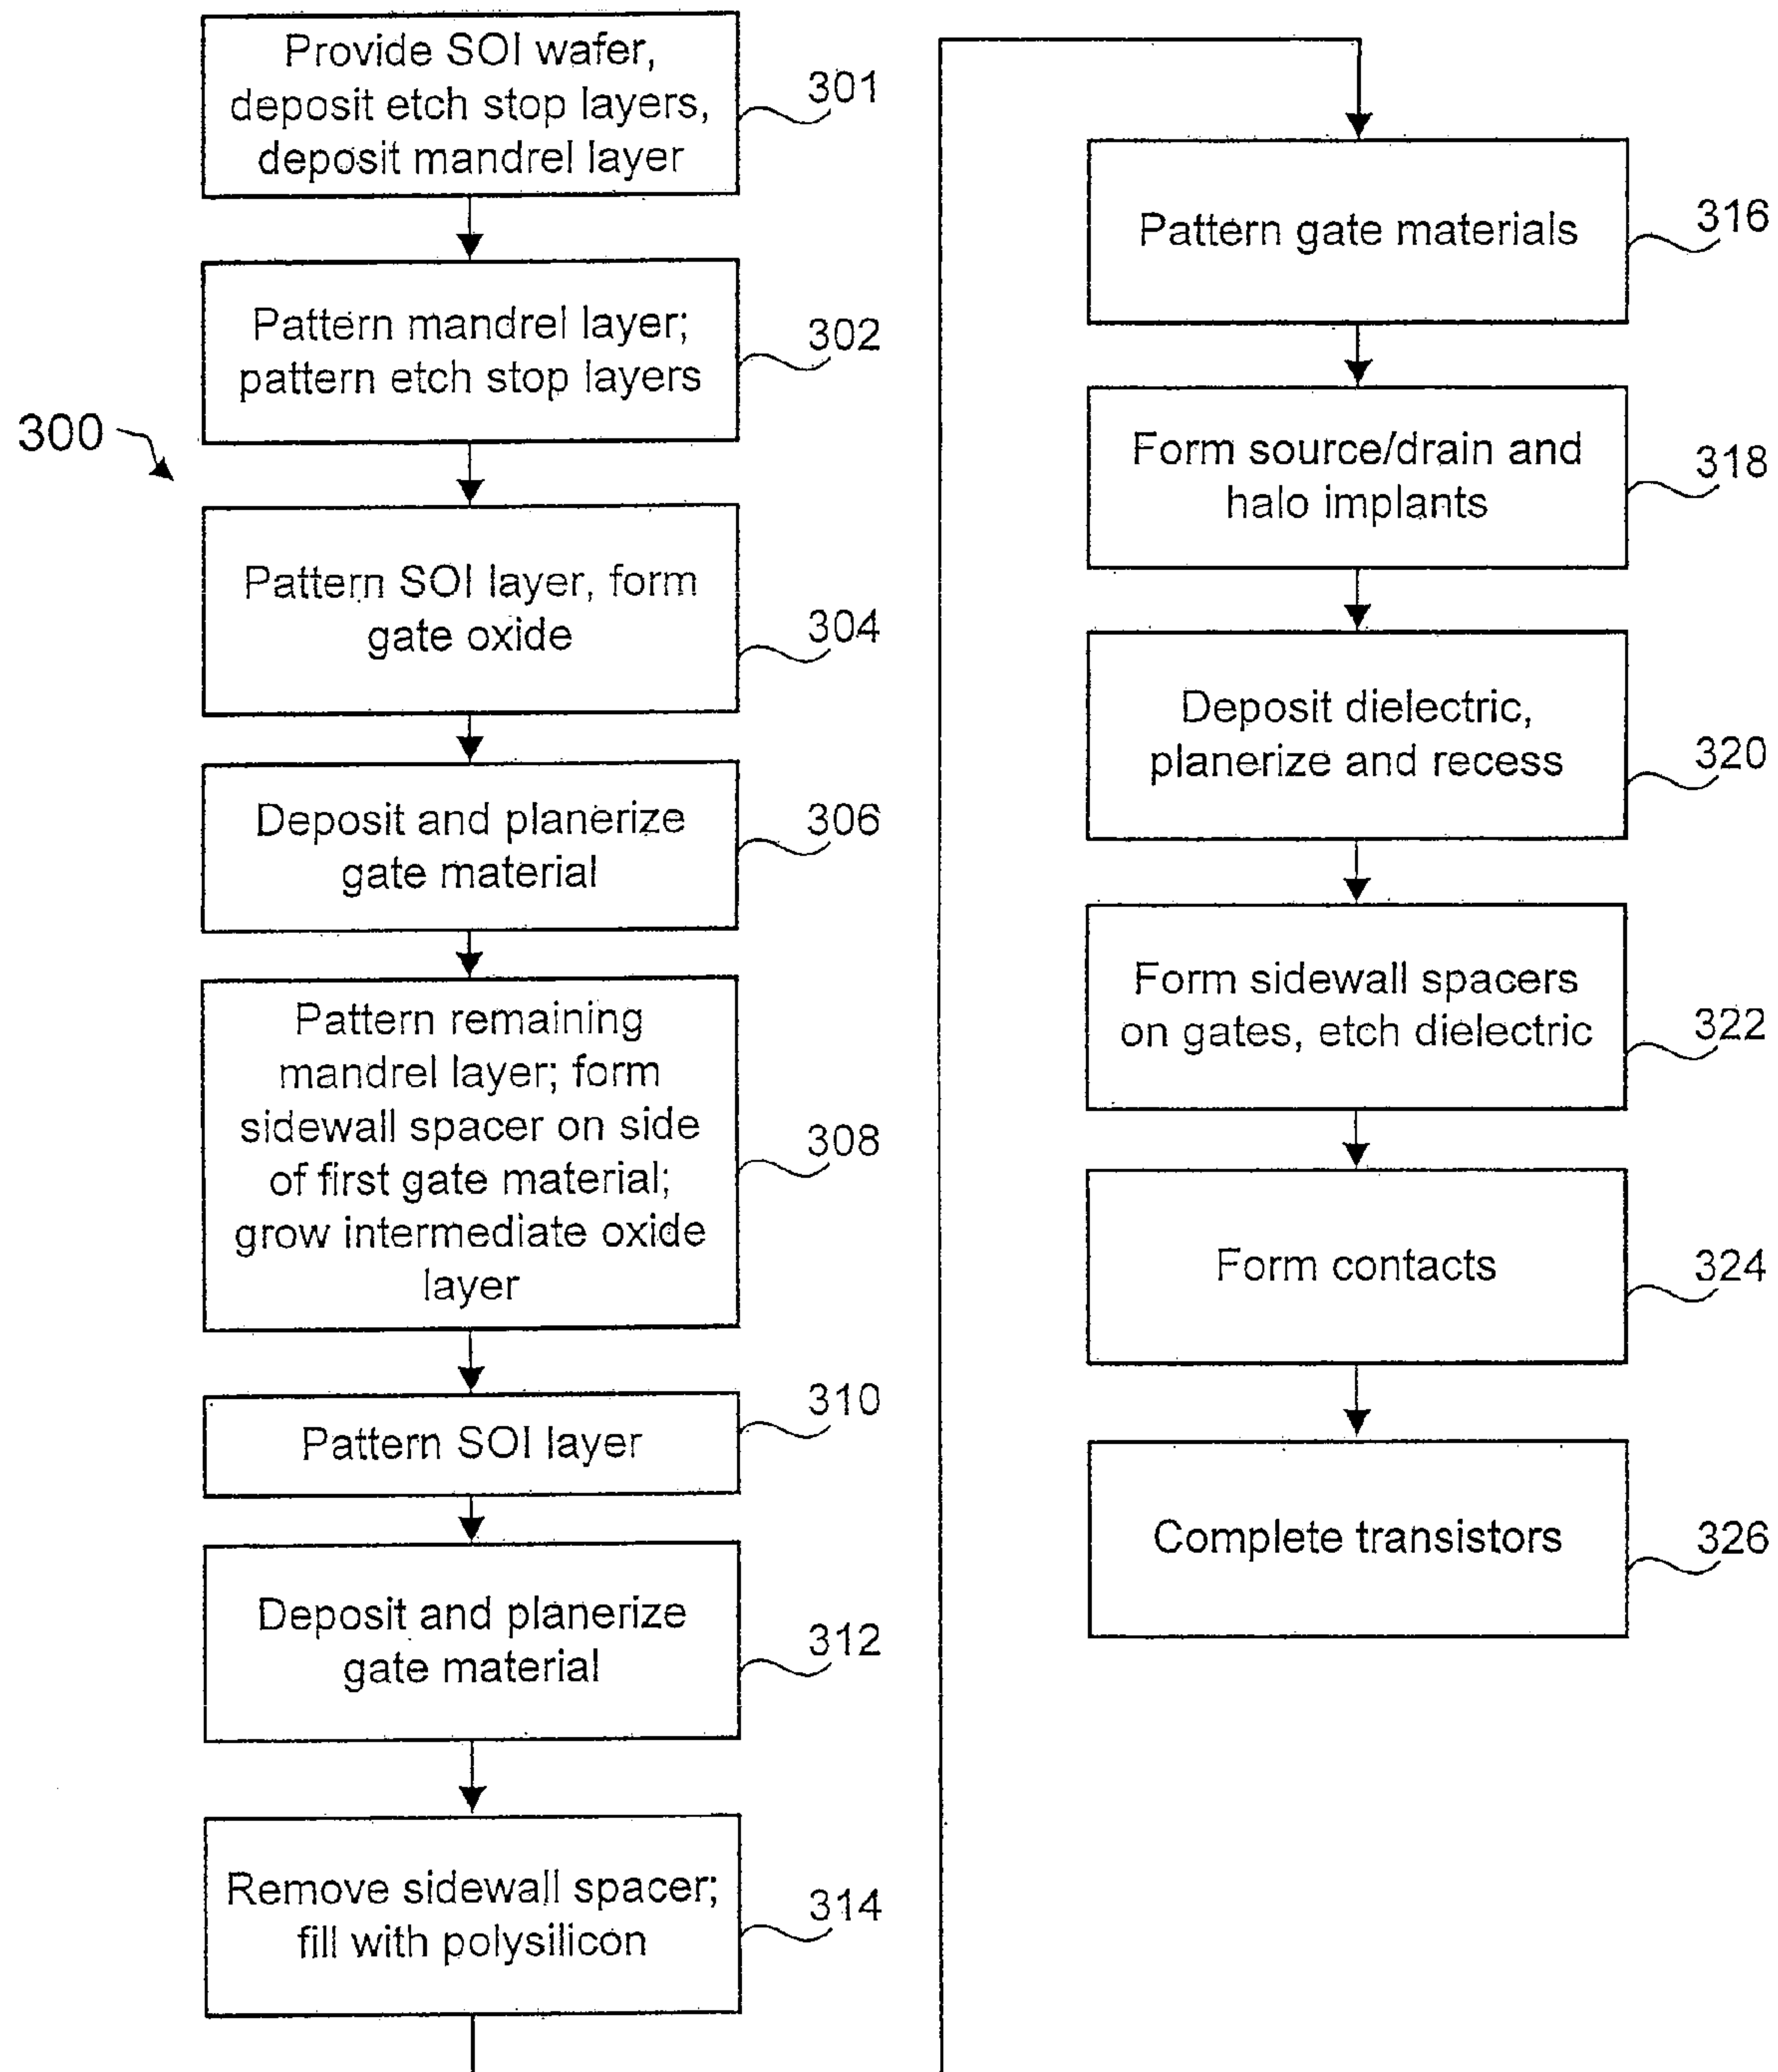 Provide SOI wafer,
deposit etch stop layers,
deposit mandrel layer
301
Pattern mandrel layer;
pattern etch stop layers
302
300
Pattern SOI layer, form
gate oxide
304
Deposit and planerize
gate material
306
Pattern remaining
mandrel layer; form
sidewall spacer on side
of first gate material;
grow intermediate oxide
layer
308
Pattern SOI layer
310
Deposit and planerize
gate material
312
Remove sidewall spacer;
fill with polysilicon
314
Pattern gate materials
316
Form source/drain and
halo implants
318
Deposit dielectric,
planerize and recess
320
Form sidewall spacers
on gates, etch dielectric
322
Form contacts
324
Complete transistors
326